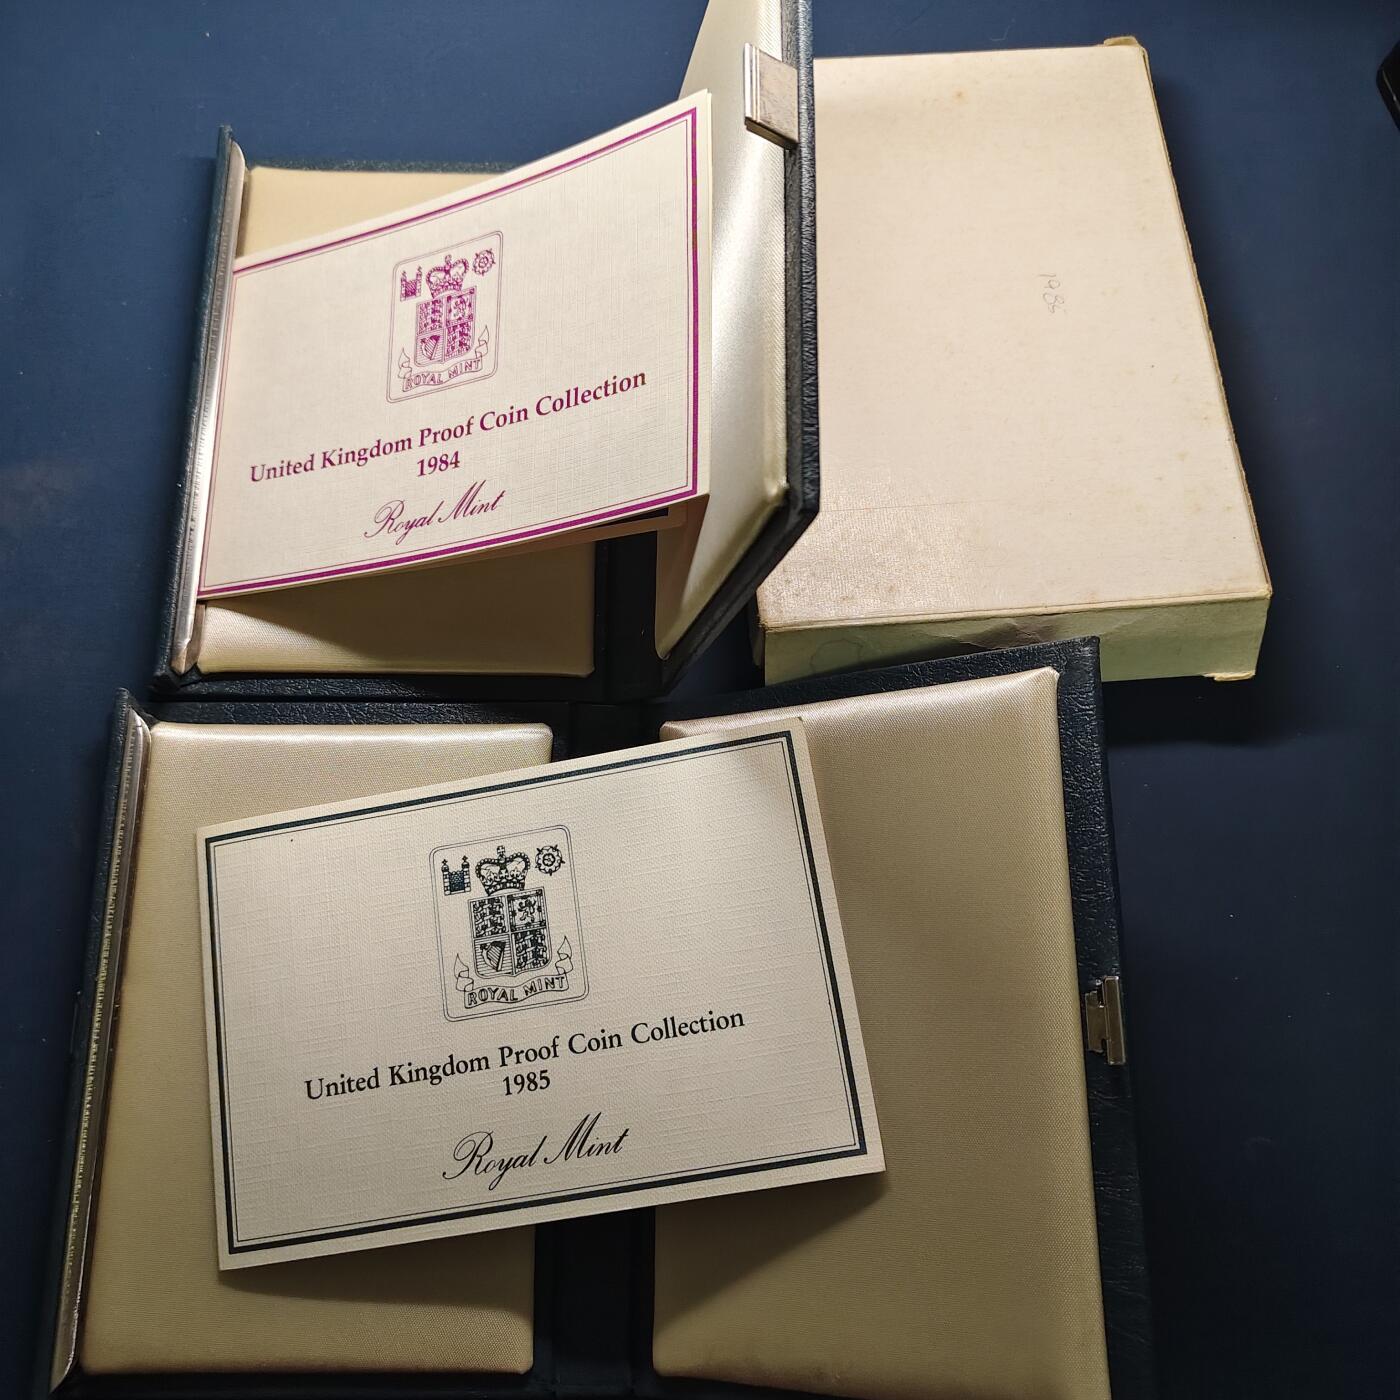 ROYAL MINT
United Kingdom Proof Coin Collection
1984
Royal Mint
ROYAL MINT
United Kingdom Proof Coin Collection
1985
Royal Mint